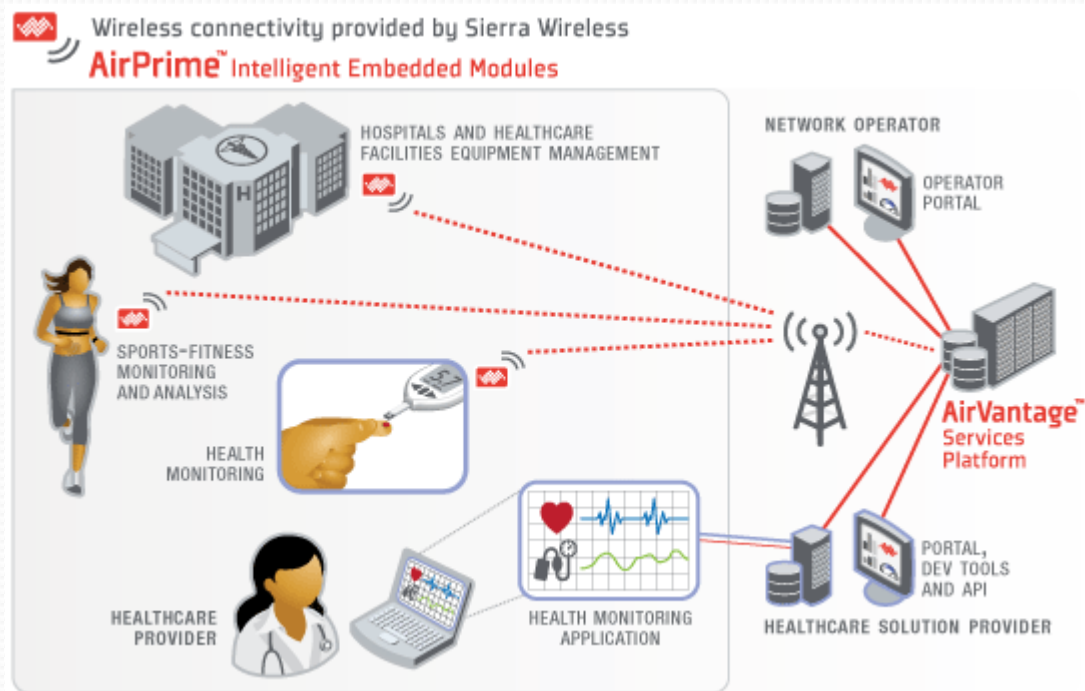 Wireless connectivity provided by Sierra Wireless
AirPrime™ Intelligent Embedded Modules
HOSPITALS AND HEALTHCARE
FACILITIES EQUIPMENT MANAGEMENT
H
NETWORK OPERATOR
OPERATOR
PORTAL
SPORTS-FITNESS
MONITORING
AND ANALYSIS
5.7
HEALTH
MONITORING
AirVantage™
Services
Platform
HEALTHCARE
PROVIDER
HEALTH MONITORING
APPLICATION
PORTAL,
DEV TOOLS
AND API
HEALTHCARE SOLUTION PROVIDER